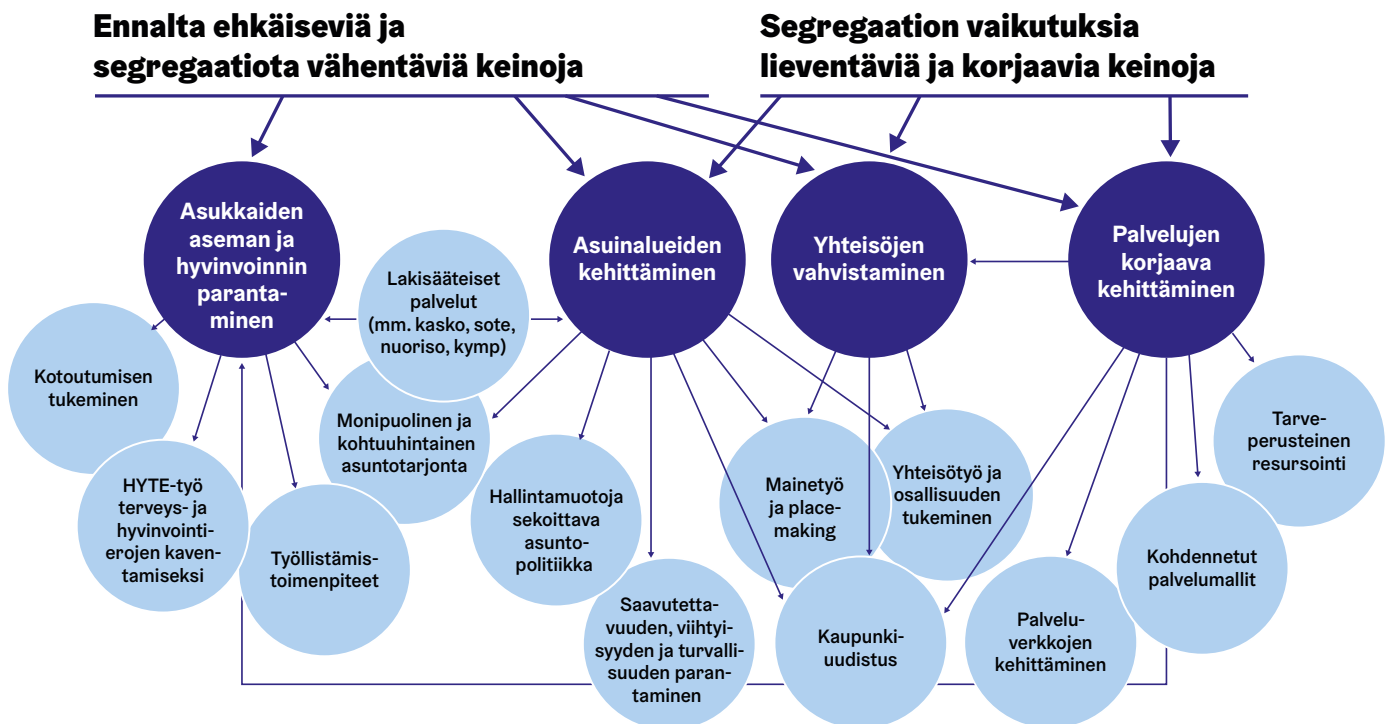 Ennalta ehkäiseviä ja
segregaatiota vähentäviä keinoja
Segregaation vaikutuksia
lieventäviä ja korjaavia keinoja
Asukkaiden
aseman ja
hyvinvoinnin
paranta-
minen
Asuinalueiden
kehittäminen
Yhteisöjen
vahvistaminen
Palvelujen
korjaava
kehittäminen
Lakisääteiset
palvelut
(mm. kasko, sote,
nuoriso, kymp)
Kotoutumisen
tukeminen
HYTE-työ
terveys- ja
hyvinvointi-
erojen kaven-
tamiseksi
Työllistämis-
toimenpiteet
Monipuolinen ja
kohtuuhintainen
asuntotarjonta
Hallintamuotoja
sekoittava
asunto-
politiikka
Saavutetta-
vuuden, viihtyi-
syyden ja turvalli-
suuden paran-
taminen
Mainetyö
ja place-
making
Yhteisötyö ja
osallisuuden
tukeminen
Kaupunki-
uudistus
Palvelu-
verkkojen
kehittäminen
Kohdennetut
palvelumallit
Tarve-
perusteinen
resursointi